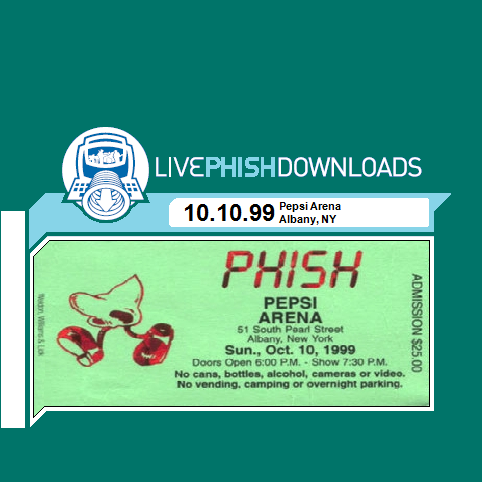 LIVEPHISHDOWNLOADS
10.10.99
Pepsi Arena
Albany, NY
PHISH
PEPSI
ARENA
51 South Pearl Street
Albany, New York
Sun., Oct. 10, 1999
Doors Open 6:00 P.M. - Show 7:30 P.M.
No cans, bottles, alcohol, cameras or video.
No vending, camping or overnight parking.
ADMISSION $25.00